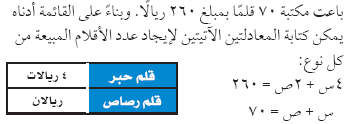 باعت مكتبة ٧٠ قلمًا بمبلغ ٢٦٠ ريالًا. وبناءً على القائمة أدناه
يمكن كتابة المعادلتين الآتيتين لإيجاد عدد الأقلام المبيعة من
كل نوع:
٤س + ٢ص = ٢٦٠
س + ص = ٧٠
قلم حبر ٤ ريالات
قلم رصاص ريالان